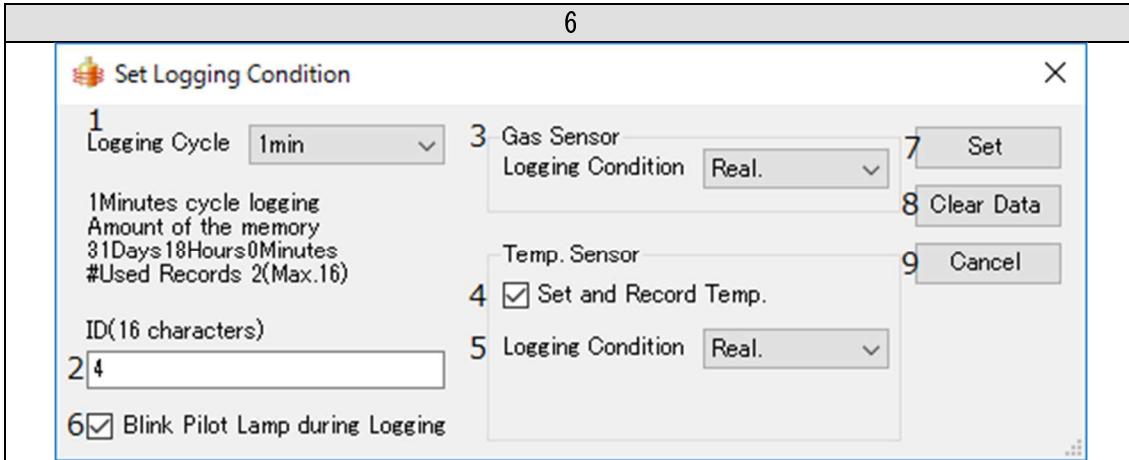 6
Set Logging Condition
1
Logging Cycle 1min
1Minutes cycle logging
Amount of the memory
31Days18Hours0Minutes
#Used Records 2(Max.16)
ID(16 characters)
2 4
6 Blink Pilot Lamp during Logging
3 Gas Sensor
Logging Condition Real.
Temp. Sensor
4 Set and Record Temp.
5 Logging Condition Real.
7 Set
8 Clear Data
9 Cancel